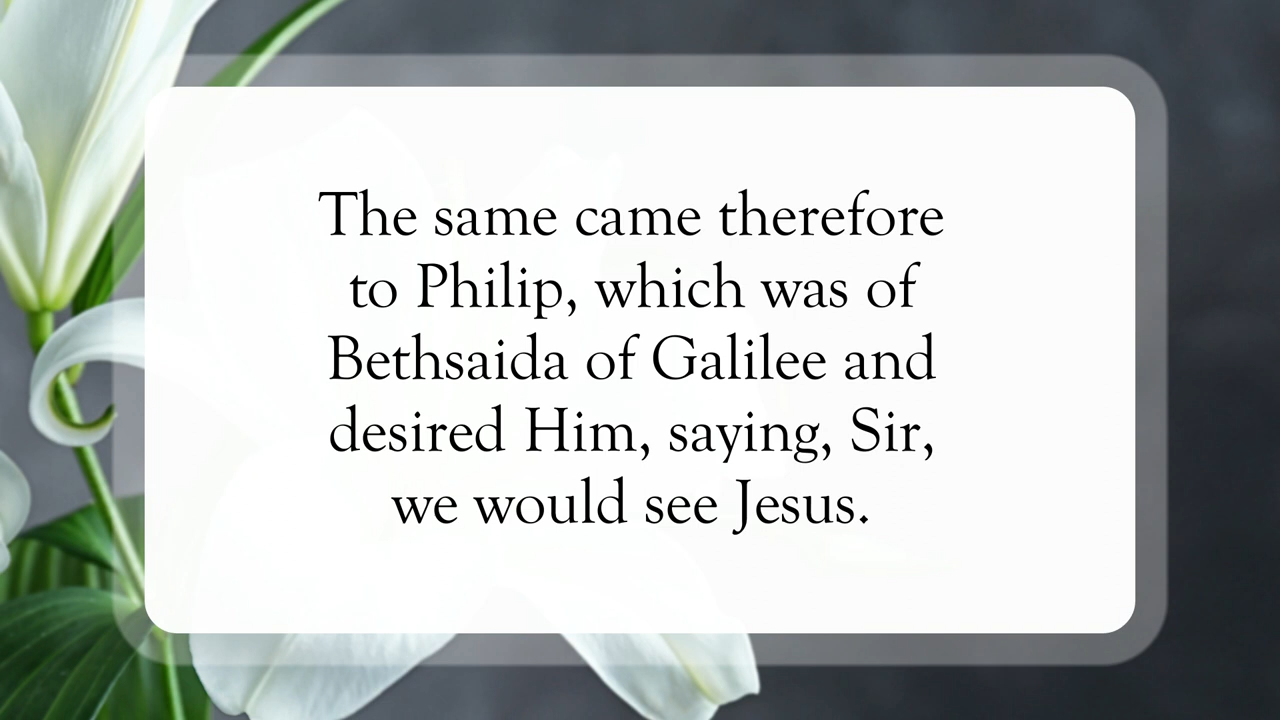 The same came therefore
to Philip, which was of
Bethsaida of Galilee and
desired Him, saying, Sir,
we would see Jesus.